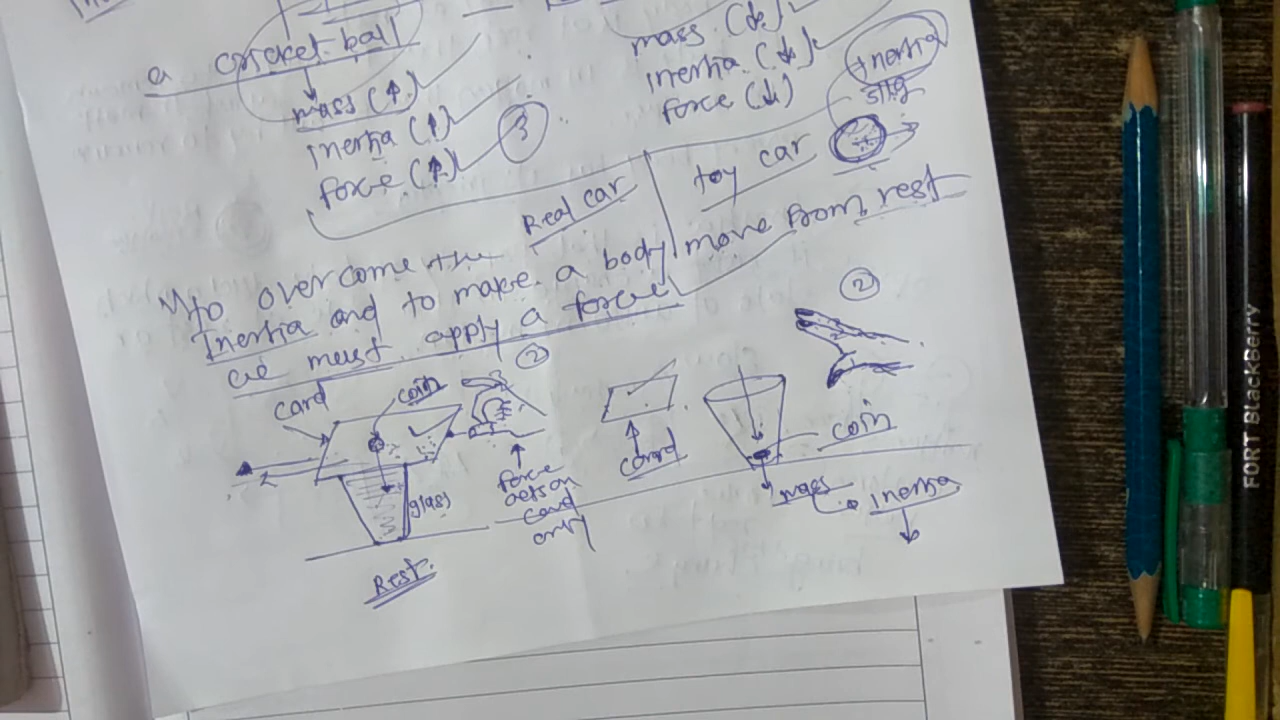 a cricket ball
mass (↑)
inertia (↑)
force (↑)
3
mass (↓)
inertia (↓)
force (↓)
Inertia
Real car
toy car
to overcome the
Inertia and to make a body move from rest
we must apply a force
2
2
card
coin
glass
force
acts on
card
only
Rest.
card
coin
mass
inertia
FORT BlackBerry